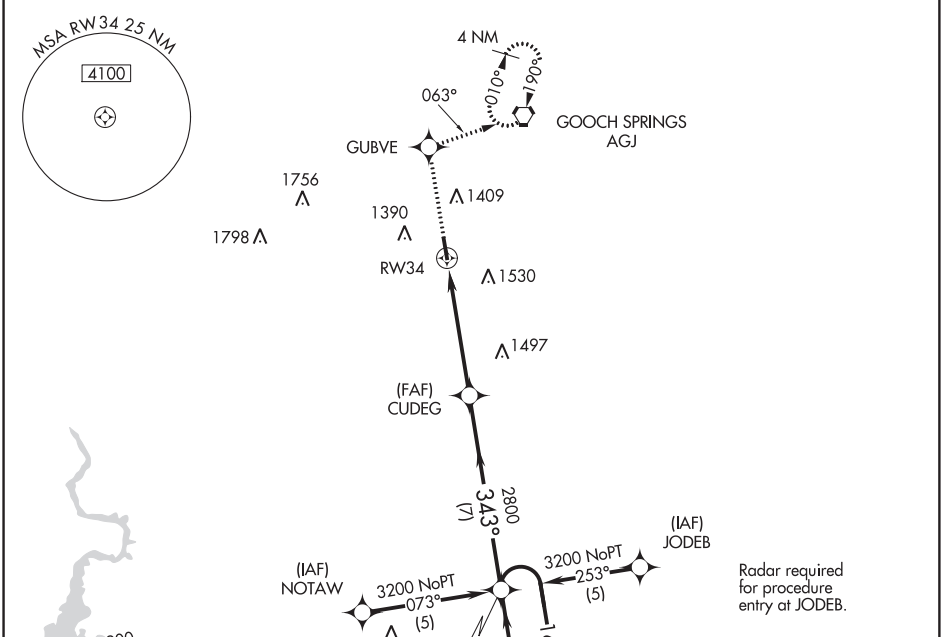 MSA RW34 25 NM
4100
4 NM
010°
190°
063°
GOOCH SPRINGS
AGJ
GUBVE
1756
1409
1390
1798
RW34
1530
1497
(FAF)
CUDEG
2800
343°
(7)
(IAF)
JODEB
3200 NoPT
253°
(5)
(IAF)
NOTAW
3200 NoPT
073°
(5)
Radar required
for procedure
entry at JODEB.